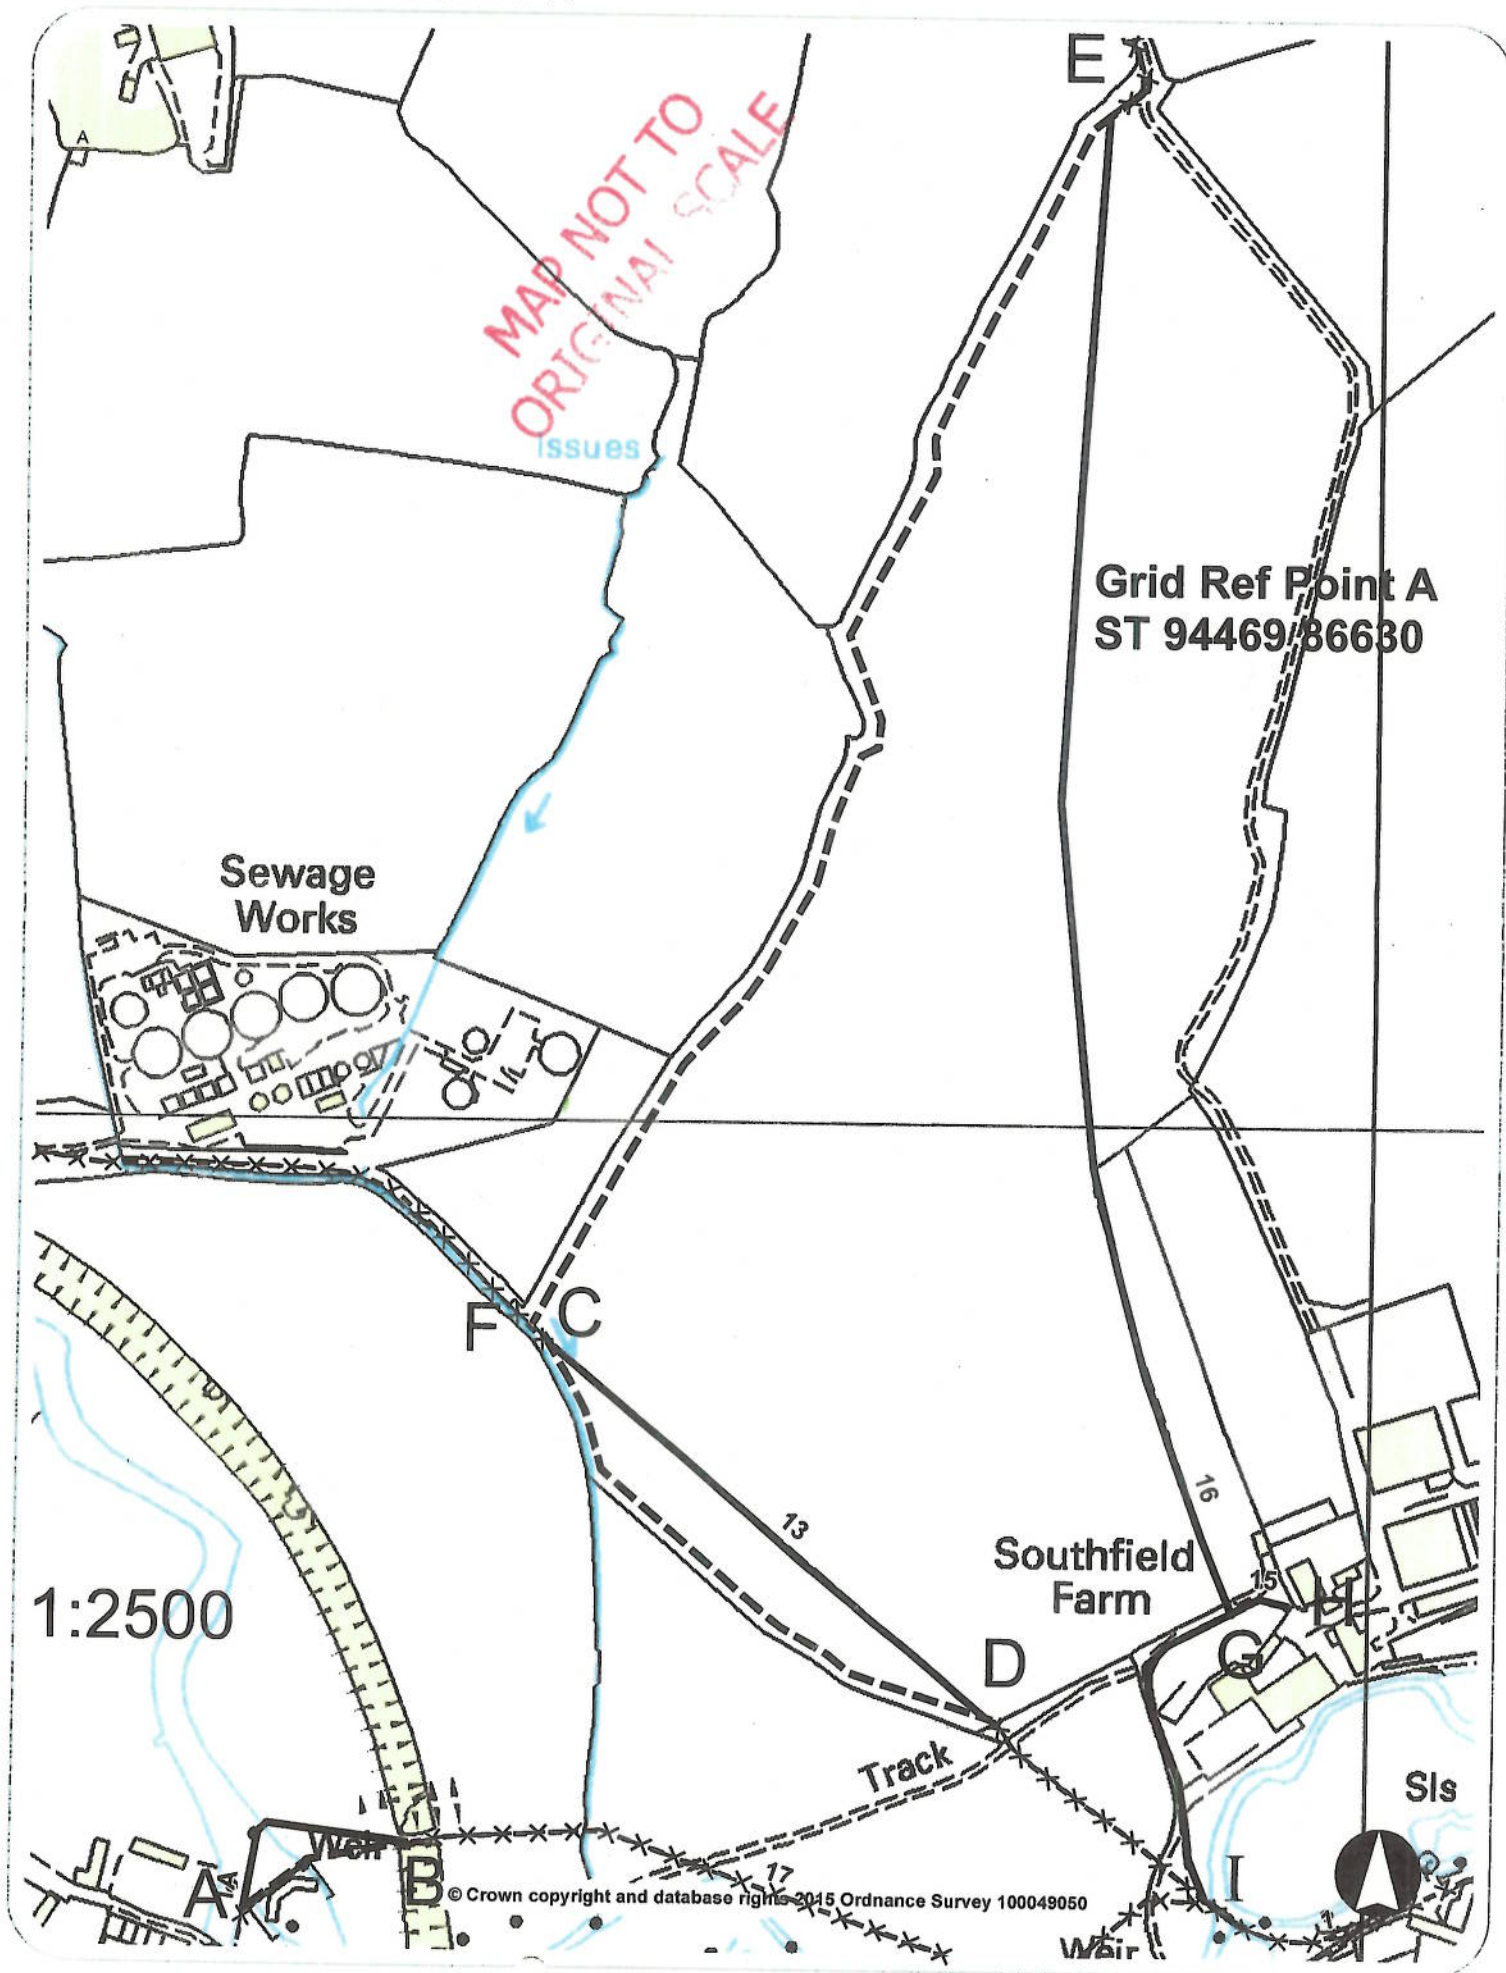 E
A
MAP NOT TO
ORIGINAL SCALE
Issues
Grid Ref Point A
ST 94469 86630
Sewage
Works
F
C
16
13
Southfield
Farm
15
H
1:2500
G
D
Track
Sls
Weir
A
B
17
I
© Crown copyright and database rights 2015 Ordnance Survey 100049050
Weir